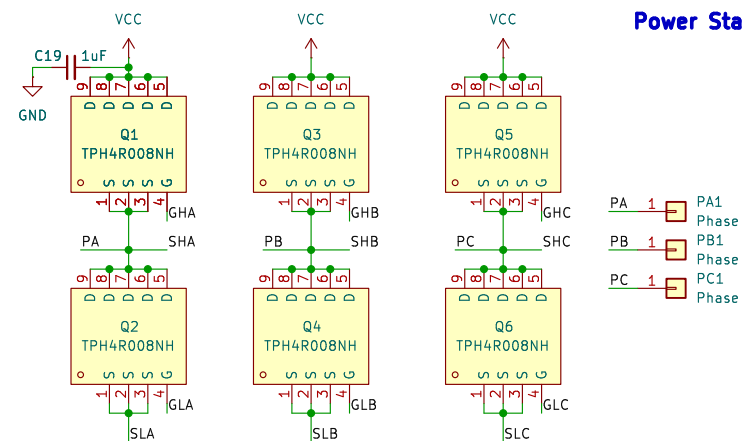 VCC VCC VCC Power Sta
C19 1uF
GND
9 8 7 6 5 9 8 7 6 5 9 8 7 6 5
D D D D D D D D D D D D D D D
Q1 Q3 Q5
TPH4R008NH TPH4R008NH TPH4R008NH
S S S G S S S G S S S G
1 2 3 4 1 2 3 4 1 2 3 4
GHA GHB GHC
PA 1 PA1
Phase
PA SHA PB SHB PC SHC
PB 1 PB1
Phase
9 8 7 6 5 9 8 7 6 5 9 8 7 6 5
PC 1 PC1
Phase
D D D D D D D D D D D D D D D
Q2 Q4 Q6
TPH4R008NH TPH4R008NH TPH4R008NH
S S S G S S S G S S S G
1 2 3 4 1 2 3 4 1 2 3 4
GLA GLB GLC
SLA SLB SLC